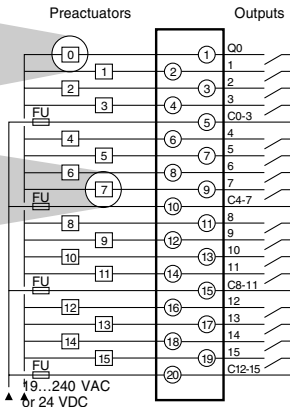 Preactuators Outputs
0 1 Q0
1 2 1
2 3 2
3 4 3
FU 5 C0-3
4 6 4
5 7 5
6 8 6
7 9 7
FU 10 C4-7
8 11 8
9 12 9
10 13 10
11 14 11
FU 15 C8-11
12 16 12
13 17 13
14 18 14
15 19 15
FU 20 C12-15
19...240 VAC
or 24 VDC